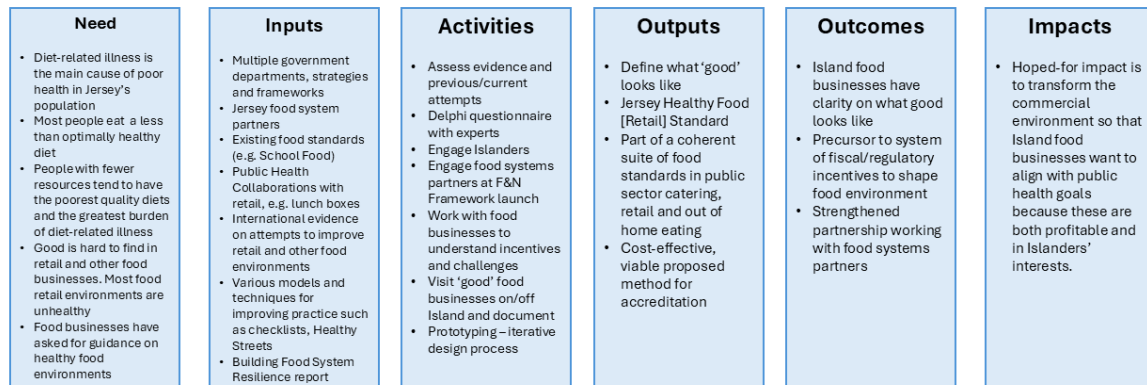 Need
• Diet-related illness is
the main cause of poor
health in Jersey's
population
• Most people eat a less
than optimally healthy
diet
• People with fewer
resources tend to have
the poorest quality diets
and the greatest burden
of diet-related illness
• Good is hard to find in
retail and other food
businesses. Most food
retail environments are
unhealthy
• Food businesses have
asked for guidance on
healthy food
environments
Inputs
• Multiple government
departments, strategies
and frameworks
• Jersey food system
partners
• Existing food standards
(e.g. School Food)
• Public Health
Collaborations with
retail, e.g. lunch boxes
• International evidence
on attempts to improve
retail and other food
environments
• Various models and
techniques for
improving practice such
as checklists, Healthy
Streets
• Building Food System
Resilience report
Activities
• Assess evidence and
previous/current
attempts
• Delphi questionnaire
with experts
• Engage Islanders
• Engage food systems
partners at F&N
Framework launch
• Work with food
businesses to
understand incentives
and challenges
• Visit 'good' food
businesses on/off
Island and document
• Prototyping – iterative
design process
Outputs
• Define what 'good'
looks like
• Jersey Healthy Food
[Retail] Standard
• Part of a coherent
suite of food
standards in public
sector catering,
retail and out of
home eating
• Cost-effective,
viable proposed
method for
accreditation
Outcomes
• Island food
businesses have
clarity on what good
looks like
• Precursor to system
of fiscal/regulatory
incentives to shape
food environment
• Strengthened
partnership working
with food systems
partners
Impacts
• Hoped-for impact is
to transform the
commercial
environment so that
Island food
businesses want to
align with public
health goals
because these are
both profitable and
in Islanders'
interests.